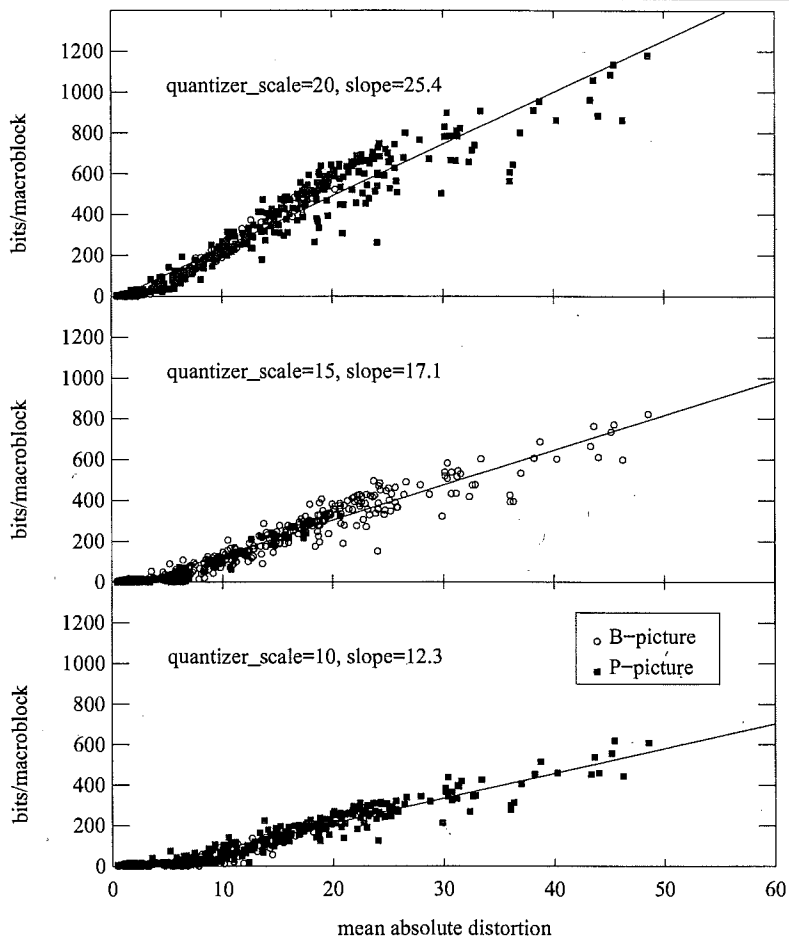 1200
1000
800
600
400
200
0
bits/macroblock
quantizer_scale=20, slope=25.4
1200
1000
800
600
400
200
0
bits/macroblock
quantizer_scale=15, slope=17.1
1200
1000
800
600
400
200
0
bits/macroblock
quantizer_scale=10, slope=12.3
B-picture
P-picture
0 10 20 30 40 50 60
mean absolute distortion